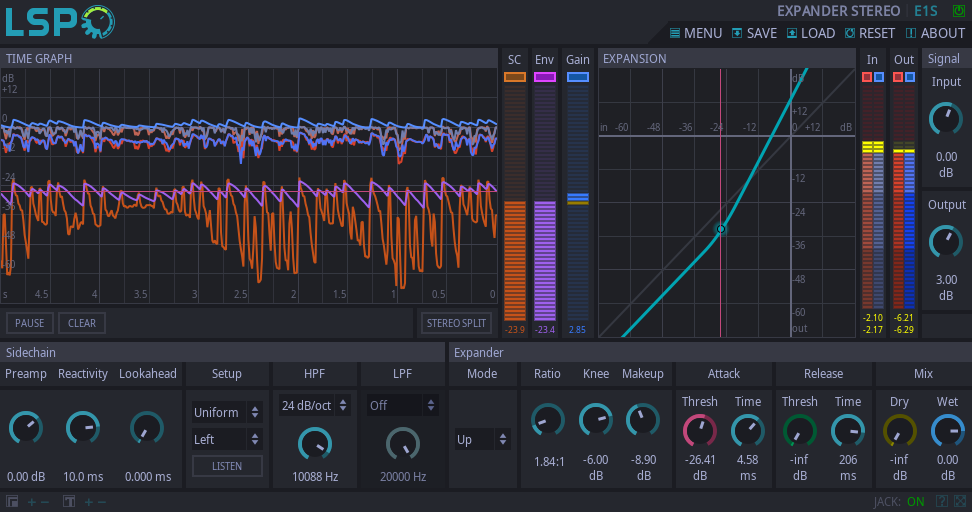 LSP EXPANDER STEREO E1S
MENU SAVE LOAD RESET ABOUT
TIME GRAPH SC Env Gain EXPANSION In Out Signal
dB
+12
0
-12
-24
-36
-48
-60
s 4.5 4 3.5 3 2.5 2 1.5 1 0.5 0
PAUSE CLEAR STEREO SPLIT
-23.9 -23.4 2.85
dB
+12
in -60 -48 -36 -24 -12 0 +12 dB
-12
-24
-36
-48
-60
out
-2.10 -6.21
-2.17 -6.29
Input
0.00
dB
Output
3.00
dB
Sidechain Expander
Preamp Reactivity Lookahead Setup HPF LPF Mode Ratio Knee Makeup Attack Release Mix
Uniform 24 dB/oct Off
Left Up
LISTEN
Thresh Time Thresh Time Dry Wet
0.00 dB 10.0 ms 0.000 ms 10088 Hz 20000 Hz
1.84:1 -6.00 dB -8.90 dB -26.41 dB 4.58 ms -inf dB 206 ms -inf dB 0.00 dB
+ − T + − JACK: ON ?